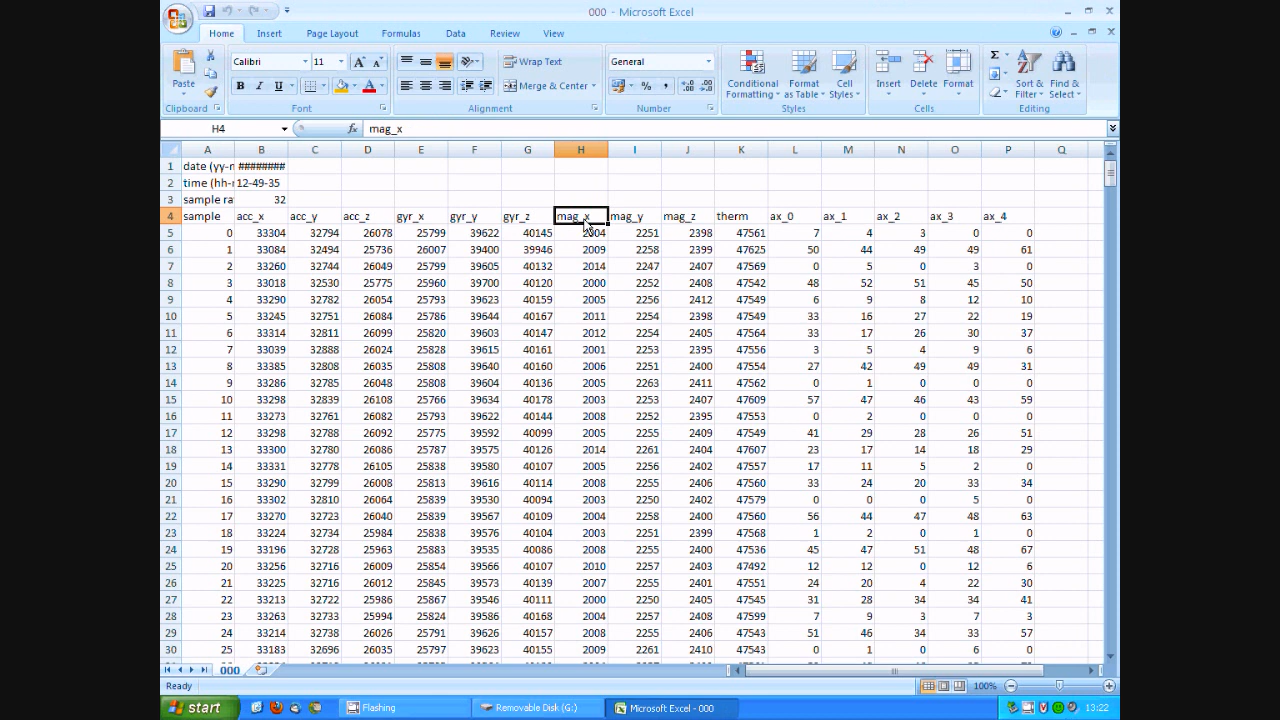 000 - Microsoft Excel
Home Insert Page Layout Formulas Data Review View
Calibri 11 A A Wrap Text General
Paste B I U Merge & Center % , Conditional Formatting Format as Table Cell Styles Insert Delete Format Σ Sort & Filter Find & Select
Clipboard Font Alignment Number Styles Cells Editing
H4 fx mag_x
A B C D E F G H I J K L M N O P Q
1 date (yy-m ########
2 time (hh-m 12-49-35
3 sample ra 32
4 sample acc_x acc_y acc_z gyr_x gyr_y gyr_z mag_x mag_y mag_z therm ax_0 ax_1 ax_2 ax_3 ax_4
5 0 33304 32794 26078 25799 39622 40145 2004 2251 2398 47561 7 4 3 0 0
6 1 33084 32494 25736 26007 39400 39946 2009 2258 2399 47625 50 44 49 49 61
7 2 33260 32744 26049 25799 39605 40132 2014 2247 2407 47569 0 5 0 3 0
8 3 33018 32530 25775 25960 39700 40120 2000 2252 2408 47542 48 52 51 45 50
9 4 33290 32782 26054 25793 39623 40159 2005 2256 2412 47549 6 9 8 12 10
10 5 33245 32751 26084 25786 39644 40167 2011 2254 2398 47549 33 16 27 22 19
11 6 33314 32811 26099 25820 39603 40147 2012 2254 2405 47564 33 17 26 30 37
12 7 33039 32888 26024 25828 39615 40161 2001 2253 2395 47556 3 5 4 9 6
13 8 33385 32808 26035 25808 39640 40160 2006 2251 2400 47554 27 42 49 49 31
14 9 33286 32785 26048 25808 39604 40136 2005 2263 2411 47562 0 1 0 0 0
15 10 33298 32839 26108 25766 39634 40178 2003 2253 2407 47609 57 47 46 43 59
16 11 33273 32761 26082 25793 39622 40144 2008 2252 2395 47553 0 2 0 0 0
17 12 33298 32788 26092 25775 39592 40099 2005 2255 2409 47549 41 29 28 26 51
18 13 33300 32780 26068 25787 39575 40126 2014 2261 2404 47607 23 17 14 18 29
19 14 33331 32778 26105 25838 39580 40107 2005 2256 2402 47557 17 11 5 2 0
20 15 33290 32799 26008 25813 39616 40114 2008 2255 2406 47560 33 24 20 33 34
21 16 33302 32810 26064 25839 39530 40094 2003 2250 2402 47579 0 0 0 5 0
22 17 33270 32723 26040 25839 39567 40109 2004 2258 2400 47560 56 44 47 48 63
23 18 33224 32734 25984 25838 39576 40104 2003 2251 2399 47568 1 2 0 1 0
24 19 33196 32728 25963 25883 39535 40086 2008 2255 2400 47536 45 47 51 48 67
25 20 33256 32716 26009 25854 39566 40107 2010 2257 2403 47492 12 12 0 12 6
26 21 33225 32716 26012 25845 39573 40139 2007 2255 2401 47551 24 20 4 22 30
27 22 33213 32722 25986 25867 39546 40111 2000 2250 2405 47545 31 28 34 34 41
28 23 33263 32733 25994 25824 39586 40168 2004 2257 2408 47599 7 9 3 7 3
29 24 33214 32738 26026 25791 39626 40157 2008 2255 2406 47543 51 46 34 33 57
30 25 33183 32696 26035 25771 39623 40155 2009 2261 2410 47543 0 1 0 6 0
000
Ready 100%
start Flashing Removable Disk (G:) Microsoft Excel - 000 13:22